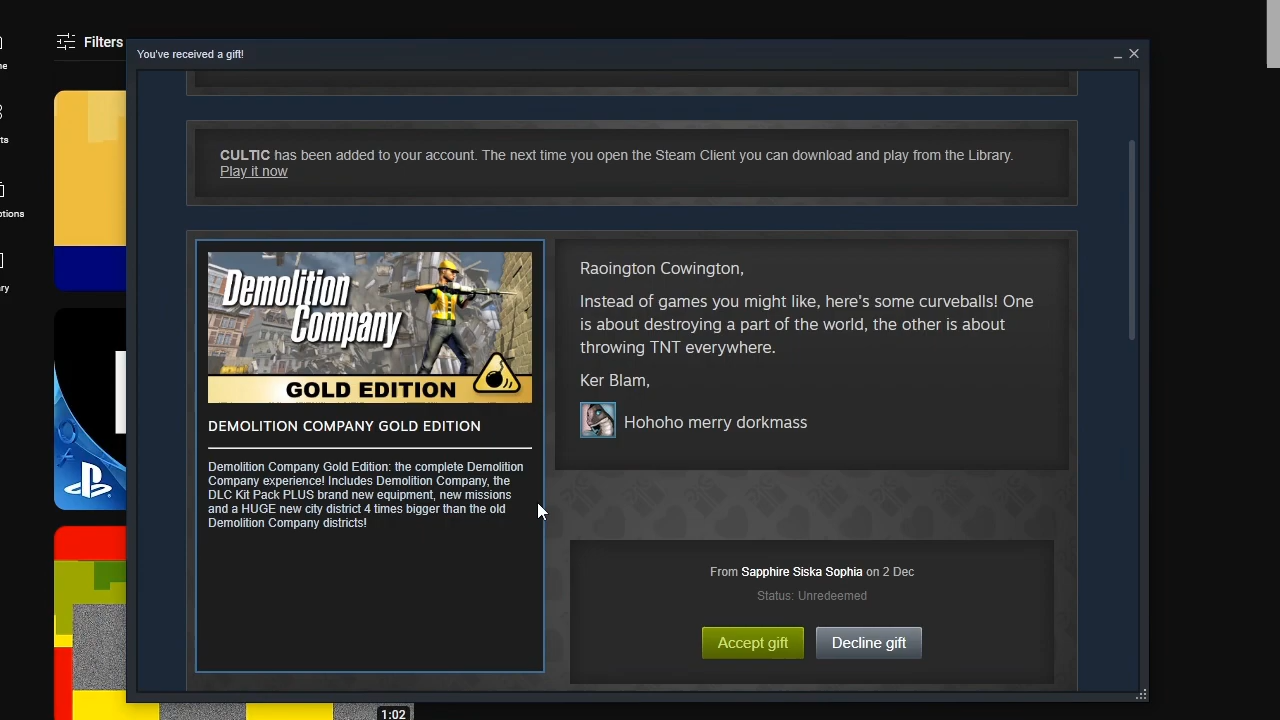 Filters
You've received a gift!
ne
ts
ptions
ry
CULTIC has been added to your account. The next time you open the Steam Client you can download and play from the Library.
Play it now
Demolition
Company
GOLD EDITION
DEMOLITION COMPANY GOLD EDITION
Demolition Company Gold Edition: the complete Demolition
Company experience! Includes Demolition Company, the
DLC Kit Pack PLUS brand new equipment, new missions
and a HUGE new city district 4 times bigger than the old
Demolition Company districts!
Raoington Cowington,
Instead of games you might like, here's some curveballs! One
is about destroying a part of the world, the other is about
throwing TNT everywhere.
Ker Blam,
Hohoho merry dorkmass
From Sapphire Siska Sophia on 2 Dec
Status: Unredeemed
Accept gift
Decline gift
1:02